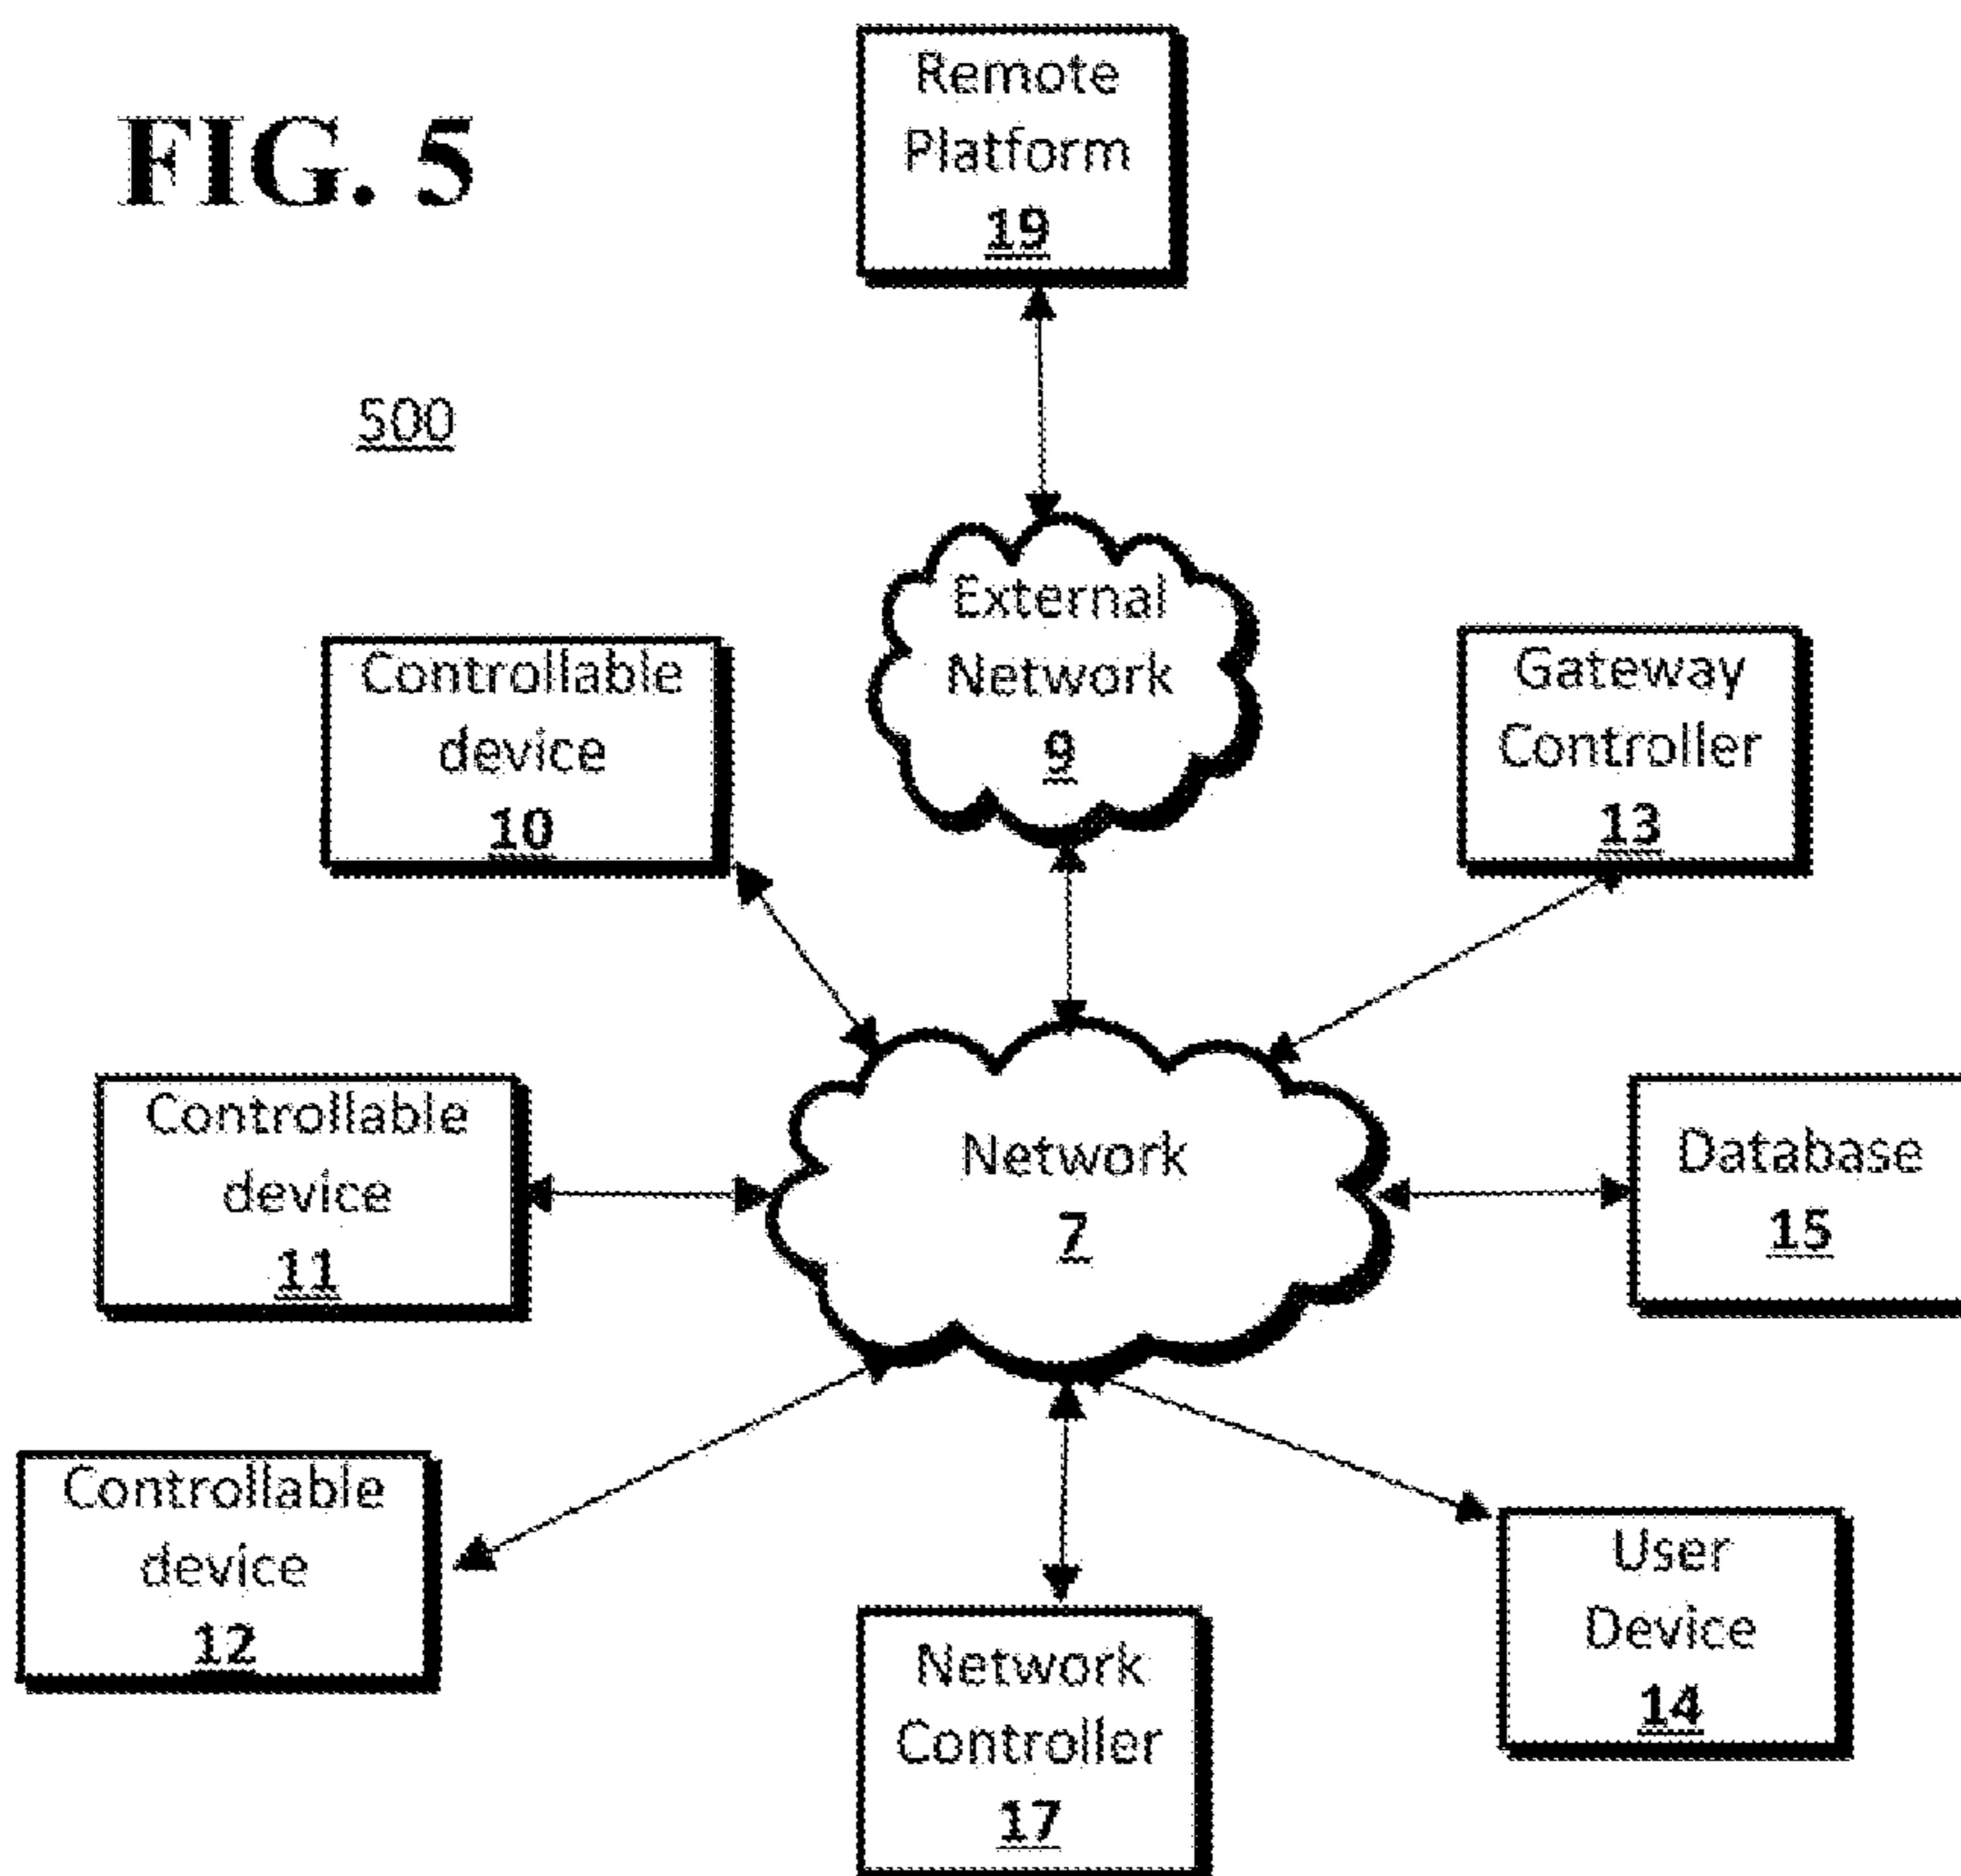 FIG. 5
500
Remote
Platform
19
External
Network
9
Controllable
device
10
Gateway
Controller
13
Controllable
device
11
Network
7
Database
15
Controllable
device
12
Network
Controller
17
User
Device
14